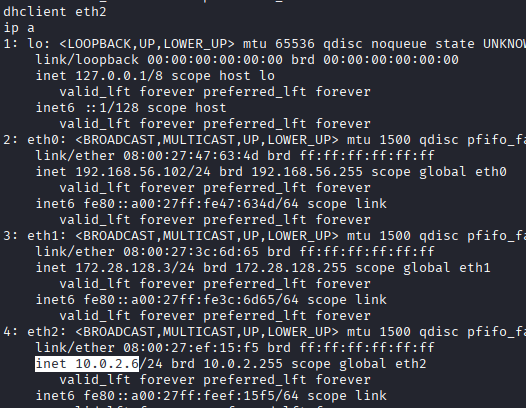 dhclient eth2
ip a
1: lo: <LOOPBACK,UP,LOWER_UP> mtu 65536 qdisc noqueue state UNKNOW
link/loopback 00:00:00:00:00:00 brd 00:00:00:00:00:00
inet 127.0.0.1/8 scope host lo
valid_lft forever preferred_lft forever
inet6 ::1/128 scope host
valid_lft forever preferred_lft forever
2: eth0: <BROADCAST,MULTICAST,UP,LOWER_UP> mtu 1500 qdisc pfifo_fa
link/ether 08:00:27:47:63:4d brd ff:ff:ff:ff:ff:ff
inet 192.168.56.102/24 brd 192.168.56.255 scope global eth0
valid_lft forever preferred_lft forever
inet6 fe80::a00:27ff:fe47:634d/64 scope link
valid_lft forever preferred_lft forever
3: eth1: <BROADCAST,MULTICAST,UP,LOWER_UP> mtu 1500 qdisc pfifo_fa
link/ether 08:00:27:3c:6d:65 brd ff:ff:ff:ff:ff:ff
inet 172.28.128.3/24 brd 172.28.128.255 scope global eth1
valid_lft forever preferred_lft forever
inet6 fe80::a00:27ff:fe3c:6d65/64 scope link
valid_lft forever preferred_lft forever
4: eth2: <BROADCAST,MULTICAST,UP,LOWER_UP> mtu 1500 qdisc pfifo_fa
link/ether 08:00:27:ef:15:f5 brd ff:ff:ff:ff:ff:ff
inet 10.0.2.6/24 brd 10.0.2.255 scope global eth2
valid_lft forever preferred_lft forever
inet6 fe80::a00:27ff:feef:15f5/64 scope link